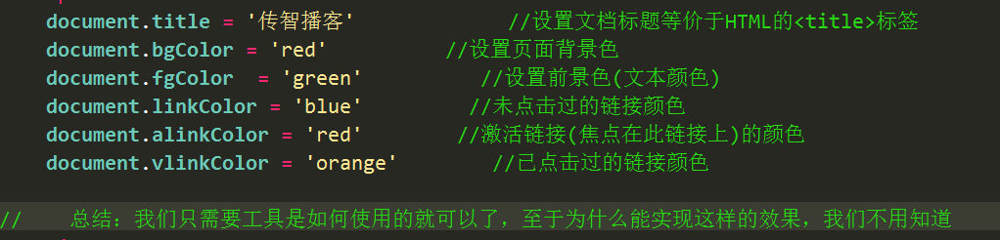 document.title = '传智播客' //设置文档标题等价于HTML的<title>标签
document.bgColor = 'red' //设置页面背景色
document.fgColor = 'green' //设置前景色(文本颜色)
document.linkColor = 'blue' //未点击过的链接颜色
document.alinkColor = 'red' //激活链接(焦点在此链接上)的颜色
document.vlinkColor = 'orange' //已点击过的链接颜色
// 总结：我们只需要工具是如何使用的就可以了，至于为什么能实现这样的效果，我们不用知道